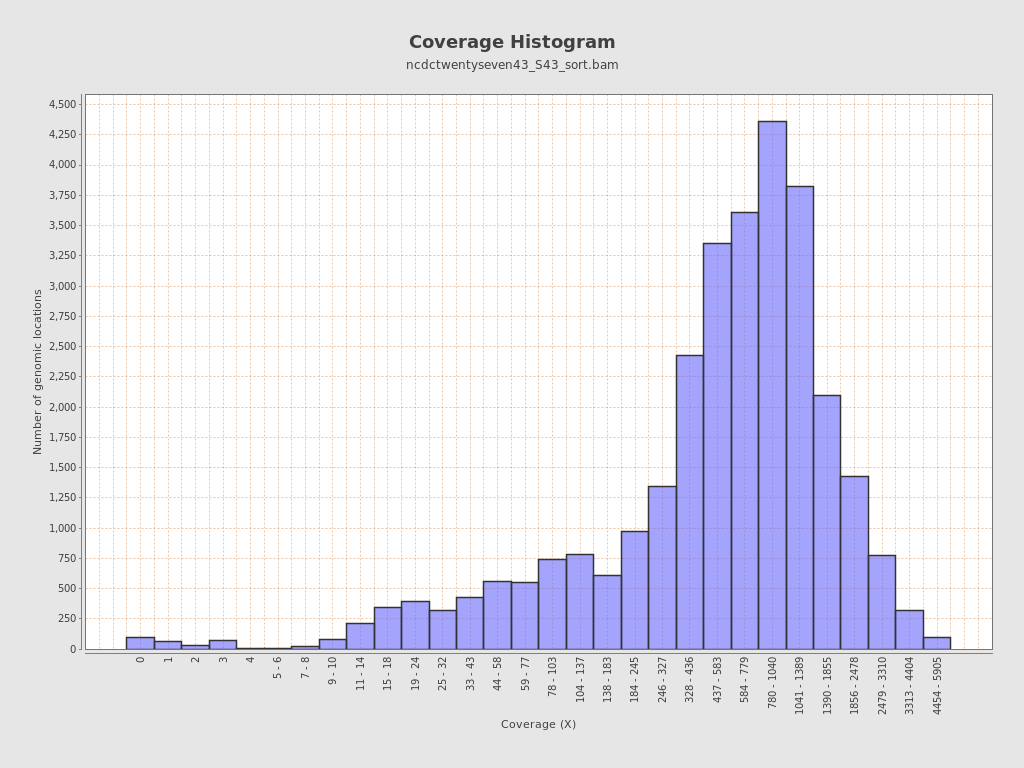 Coverage Histogram
ncdctwentyseven43_S43_sort.bam
4,500
4,250
4,000
3,750
3,500
3,250
3,000
2,750
2,500
2,250
2,000
1,750
1,500
1,250
1,000
750
500
250
0
Number of genomic locations
0
1
2
3
4
5 - 6
7 - 8
9 - 10
11 - 14
15 - 18
19 - 24
25 - 32
33 - 43
44 - 58
59 - 77
78 - 103
104 - 137
138 - 183
184 - 245
246 - 327
328 - 436
437 - 583
584 - 779
780 - 1040
1041 - 1389
1390 - 1855
1856 - 2478
2479 - 3310
3313 - 4404
4454 - 5905
Coverage (X)